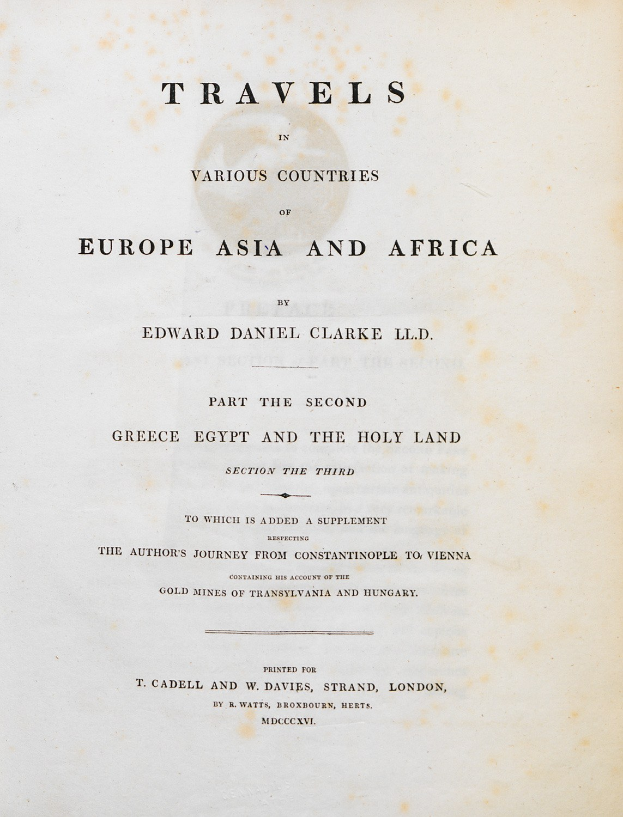 TRAVELS
IN
VARIOUS COUNTRIES
OF
EUROPE ASIA AND AFRICA
BY
EDWARD DANIEL CLARKE LL.D.
PART THE SECOND
GREECE EGYPT AND THE HOLY LAND
SECTION THE THIRD
TO WHICH IS ADDED A SUPPLEMENT
RESPECTING
THE AUTHOR'S JOURNEY FROM CONSTANTINOPLE TO VIENNA
CONTAINING HIS ACCOUNT OF THE
GOLD MINES OF TRANSYLVANIA AND HUNGARY.
PRINTED FOR
T. CADELL AND W. DAVIES, STRAND, LONDON,
BY R. WATTS, BROXBOURN, HERTS.
MDCCCXVI.